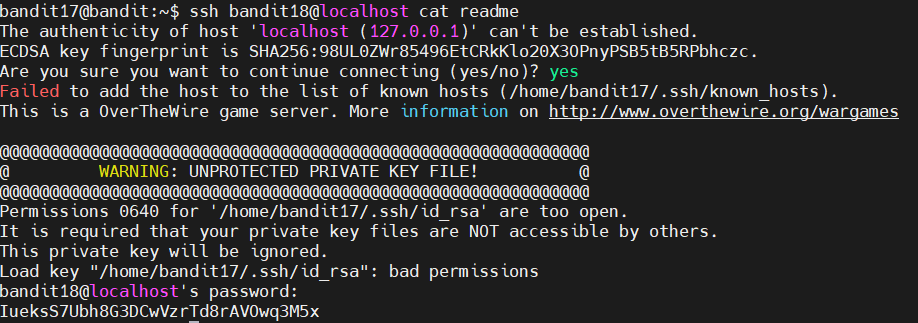 bandit17@bandit:~$ ssh bandit18@localhost cat readme
The authenticity of host 'localhost (127.0.0.1)' can't be established.
ECDSA key fingerprint is SHA256:98UL0ZWr85496EtCRkKlo20X3OPnyPSB5tB5RPbhczc.
Are you sure you want to continue connecting (yes/no)? yes
Failed to add the host to the list of known hosts (/home/bandit17/.ssh/known_hosts).
This is a OverTheWire game server. More information on http://www.overthewire.org/wargames
@@@@@@@@@@@@@@@@@@@@@@@@@@@@@@@@@@@@@@@@@@@@@@@@@@@@@@@@@@@
@         WARNING: UNPROTECTED PRIVATE KEY FILE!          @
@@@@@@@@@@@@@@@@@@@@@@@@@@@@@@@@@@@@@@@@@@@@@@@@@@@@@@@@@@@
Permissions 0640 for '/home/bandit17/.ssh/id_rsa' are too open.
It is required that your private key files are NOT accessible by others.
This private key will be ignored.
Load key "/home/bandit17/.ssh/id_rsa": bad permissions
bandit18@localhost's password:
IueksS7Ubh8G3DCwVzrTd8rAVOwq3M5x